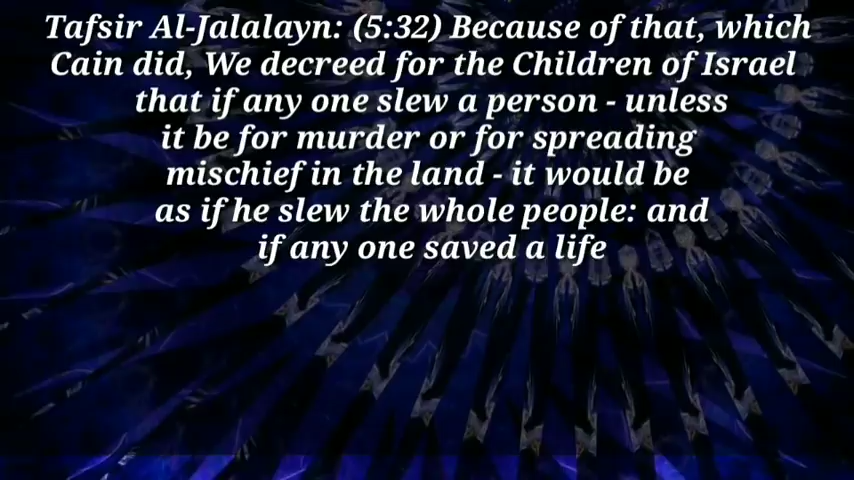 Tafsir Al-Jalalayn: (5:32) Because of that, which
Cain did, We decreed for the Children of Israel
that if any one slew a person - unless
it be for murder or for spreading
mischief in the land - it would be
as if he slew the whole people: and
if any one saved a life